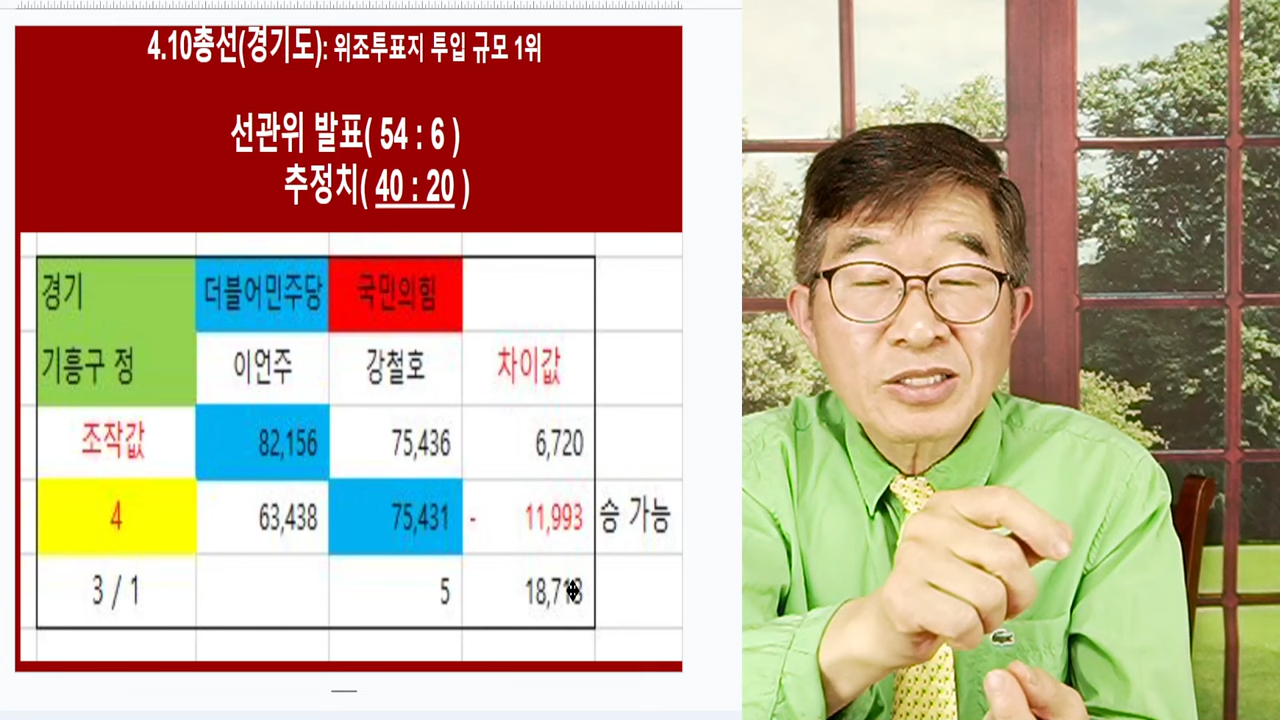 4.10총선(경기도): 위조투표지 투입 규모 1위
선관위 발표( 54 : 6 )
추정치( 40 : 20 )
경기 더불어민주당 국민의힘
기흥구 정 이언주 강철호 차이값
조작값 82,156 75,436 6,720
4 63,438 75,431 - 11,993 승 가능
3 / 1 5